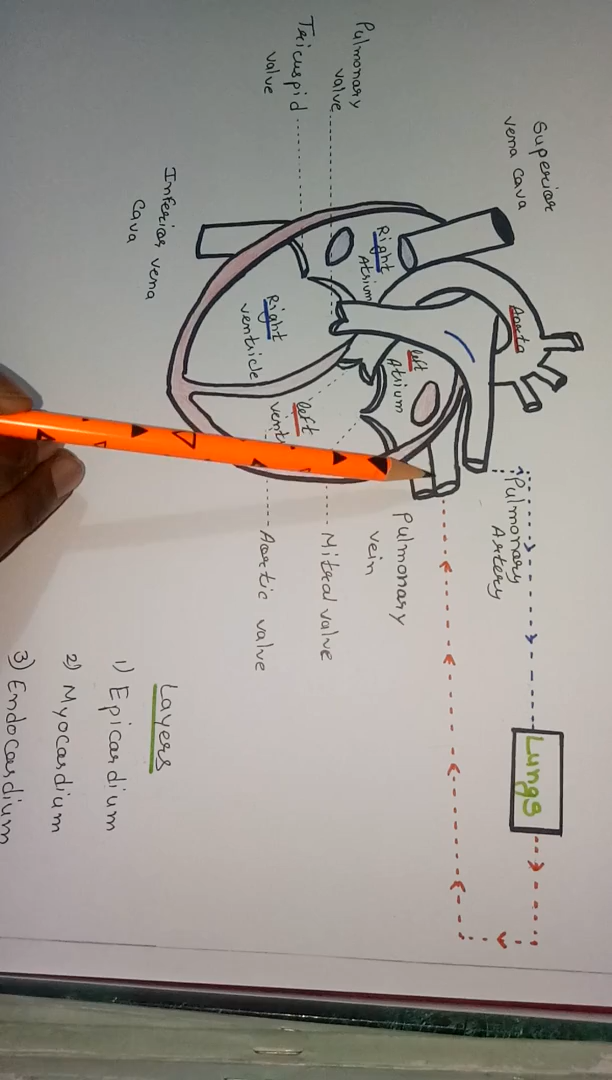 Superior
vena cava
Pulmonary
valve
Tricuspid
valve
Inferior vena
Cava
Aorta
Right
Atrium
left
Atrium
Right
ventricle
left
Pulmonary
Artery
Pulmonary
vein
Mitral valve
Aortic valve
Lungs
Layers
1) Epicardium
2) Myocardium
3) Endocardium